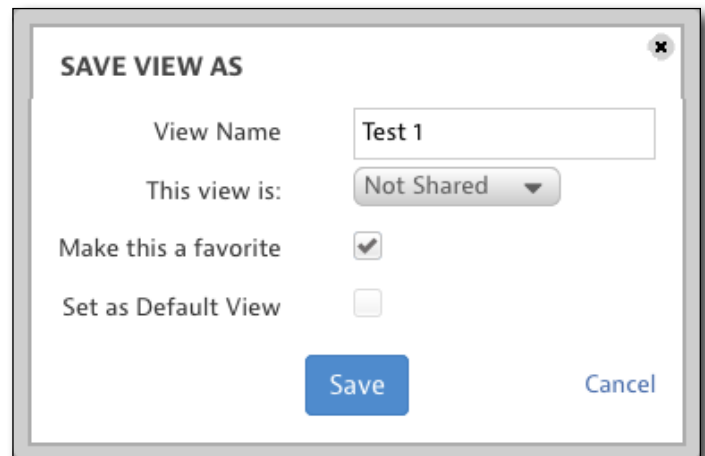 SAVE VIEW AS
View Name Test 1
This view is: Not Shared
Make this a favorite
Set as Default View
Save Cancel